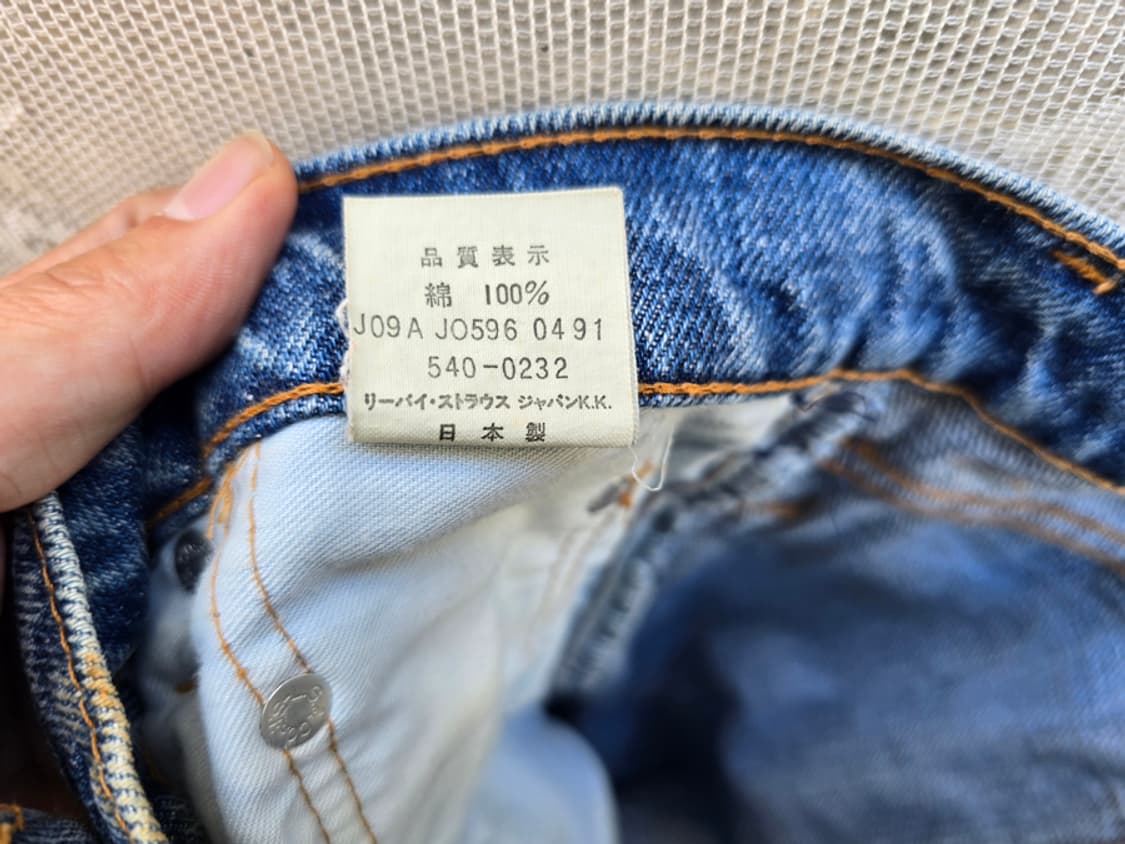 品質表示
綿 100%
J09A JO596 0491
540-0232
リーバイ・ストラウス ジャパンK.K.
日本製